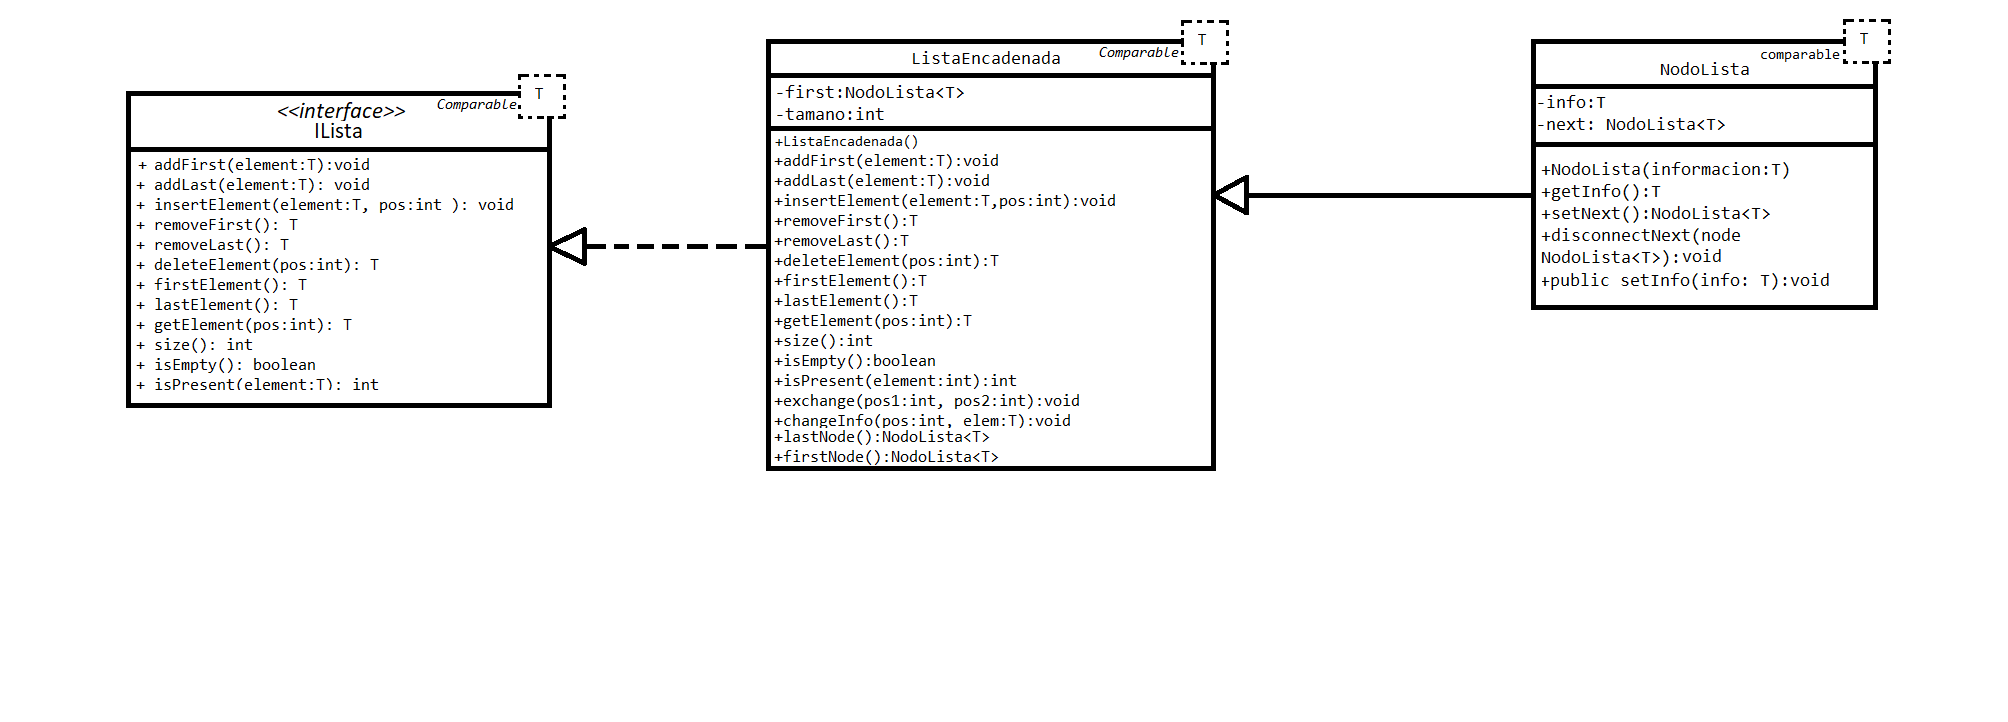 T
Comparable
<<interface>>
ILista
+ addFirst(element:T):void
+ addLast(element:T): void
+ insertElement(element:T, pos:int ): void
+ removeFirst(): T
+ removeLast(): T
+ deleteElement(pos:int): T
+ firstElement(): T
+ lastElement(): T
+ getElement(pos:int): T
+ size(): int
+ isEmpty(): boolean
+ isPresent(element:T): int
T
Comparable
ListaEncadenada
-first:NodoLista<T>
-tamano:int
+ListaEncadenada()
+addFirst(element:T):void
+addLast(element:T):void
+insertElement(element:T,pos:int):void
+removeFirst():T
+removeLast():T
+deleteElement(pos:int):T
+firstElement():T
+lastElement():T
+getElement(pos:int):T
+size():int
+isEmpty():boolean
+isPresent(element:int):int
+exchange(pos1:int, pos2:int):void
+changeInfo(pos:int, elem:T):void
+lastNode():NodoLista<T>
+firstNode():NodoLista<T>
T
comparable
NodoLista
-info:T
-next: NodoLista<T>
+NodoLista(informacion:T)
+getInfo():T
+setNext():NodoLista<T>
+disconnectNext(node
NodoLista<T>):void
+public setInfo(info: T):void